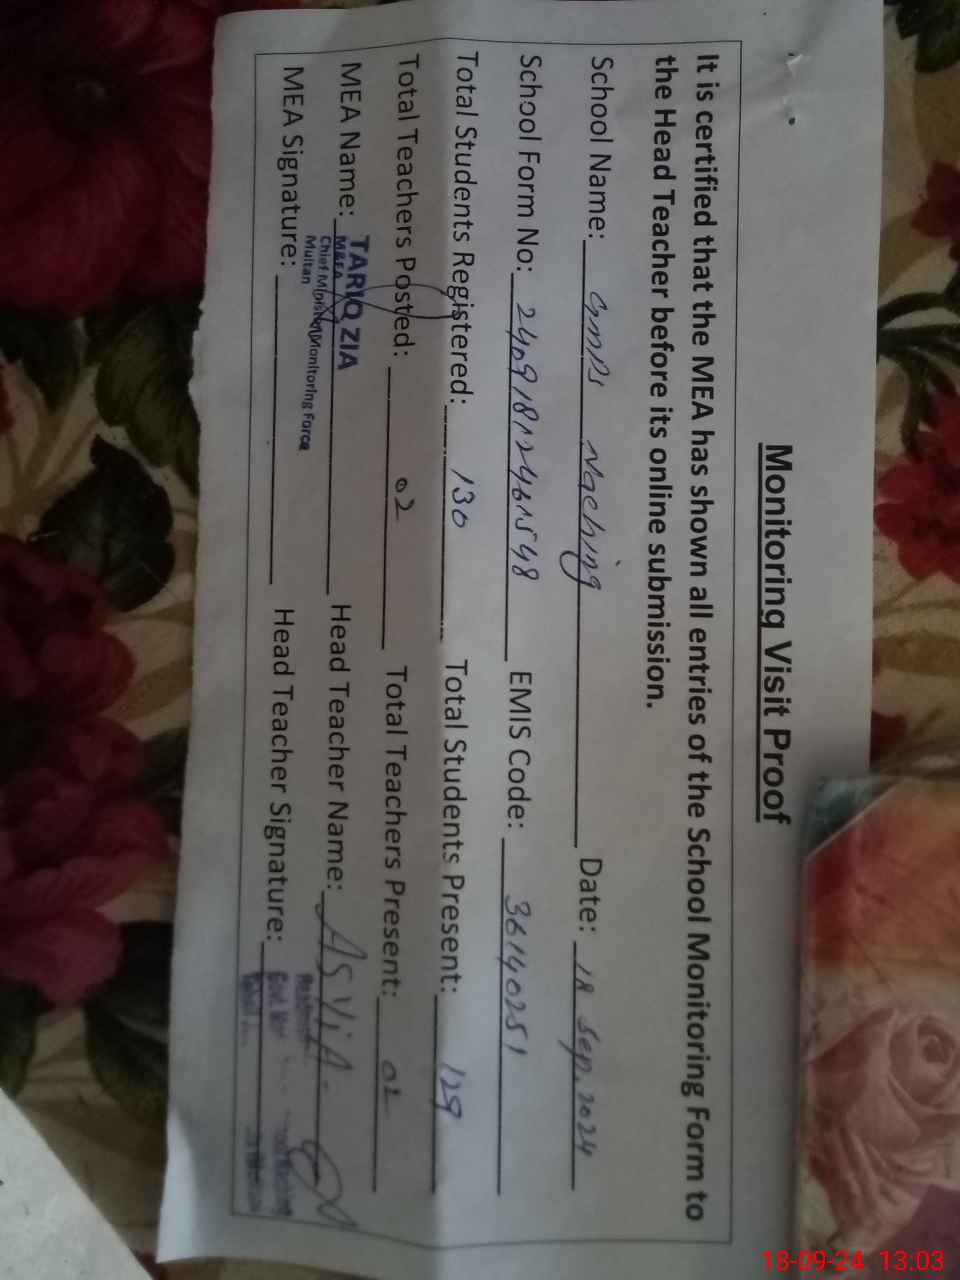 Monitoring Visit Proof
It is certified that the MEA has shown all entries of the School Monitoring Form to
the Head Teacher before its online submission.
School Name: GMPS Naching Date: 18 Sep. 2024
School Form No: EMIS Code: 36140251
Total Students Registered: 130 Total Students Present: 129
Total Teachers Posted: 02 Total Teachers Present: 02
MEA Name: TARIQ ZIA Head Teacher Name: ASViA.
M&EA
Chief Minister Monitoring Force
Multan
MEA Signature: Head Teacher Signature:
18-09-24 13:03